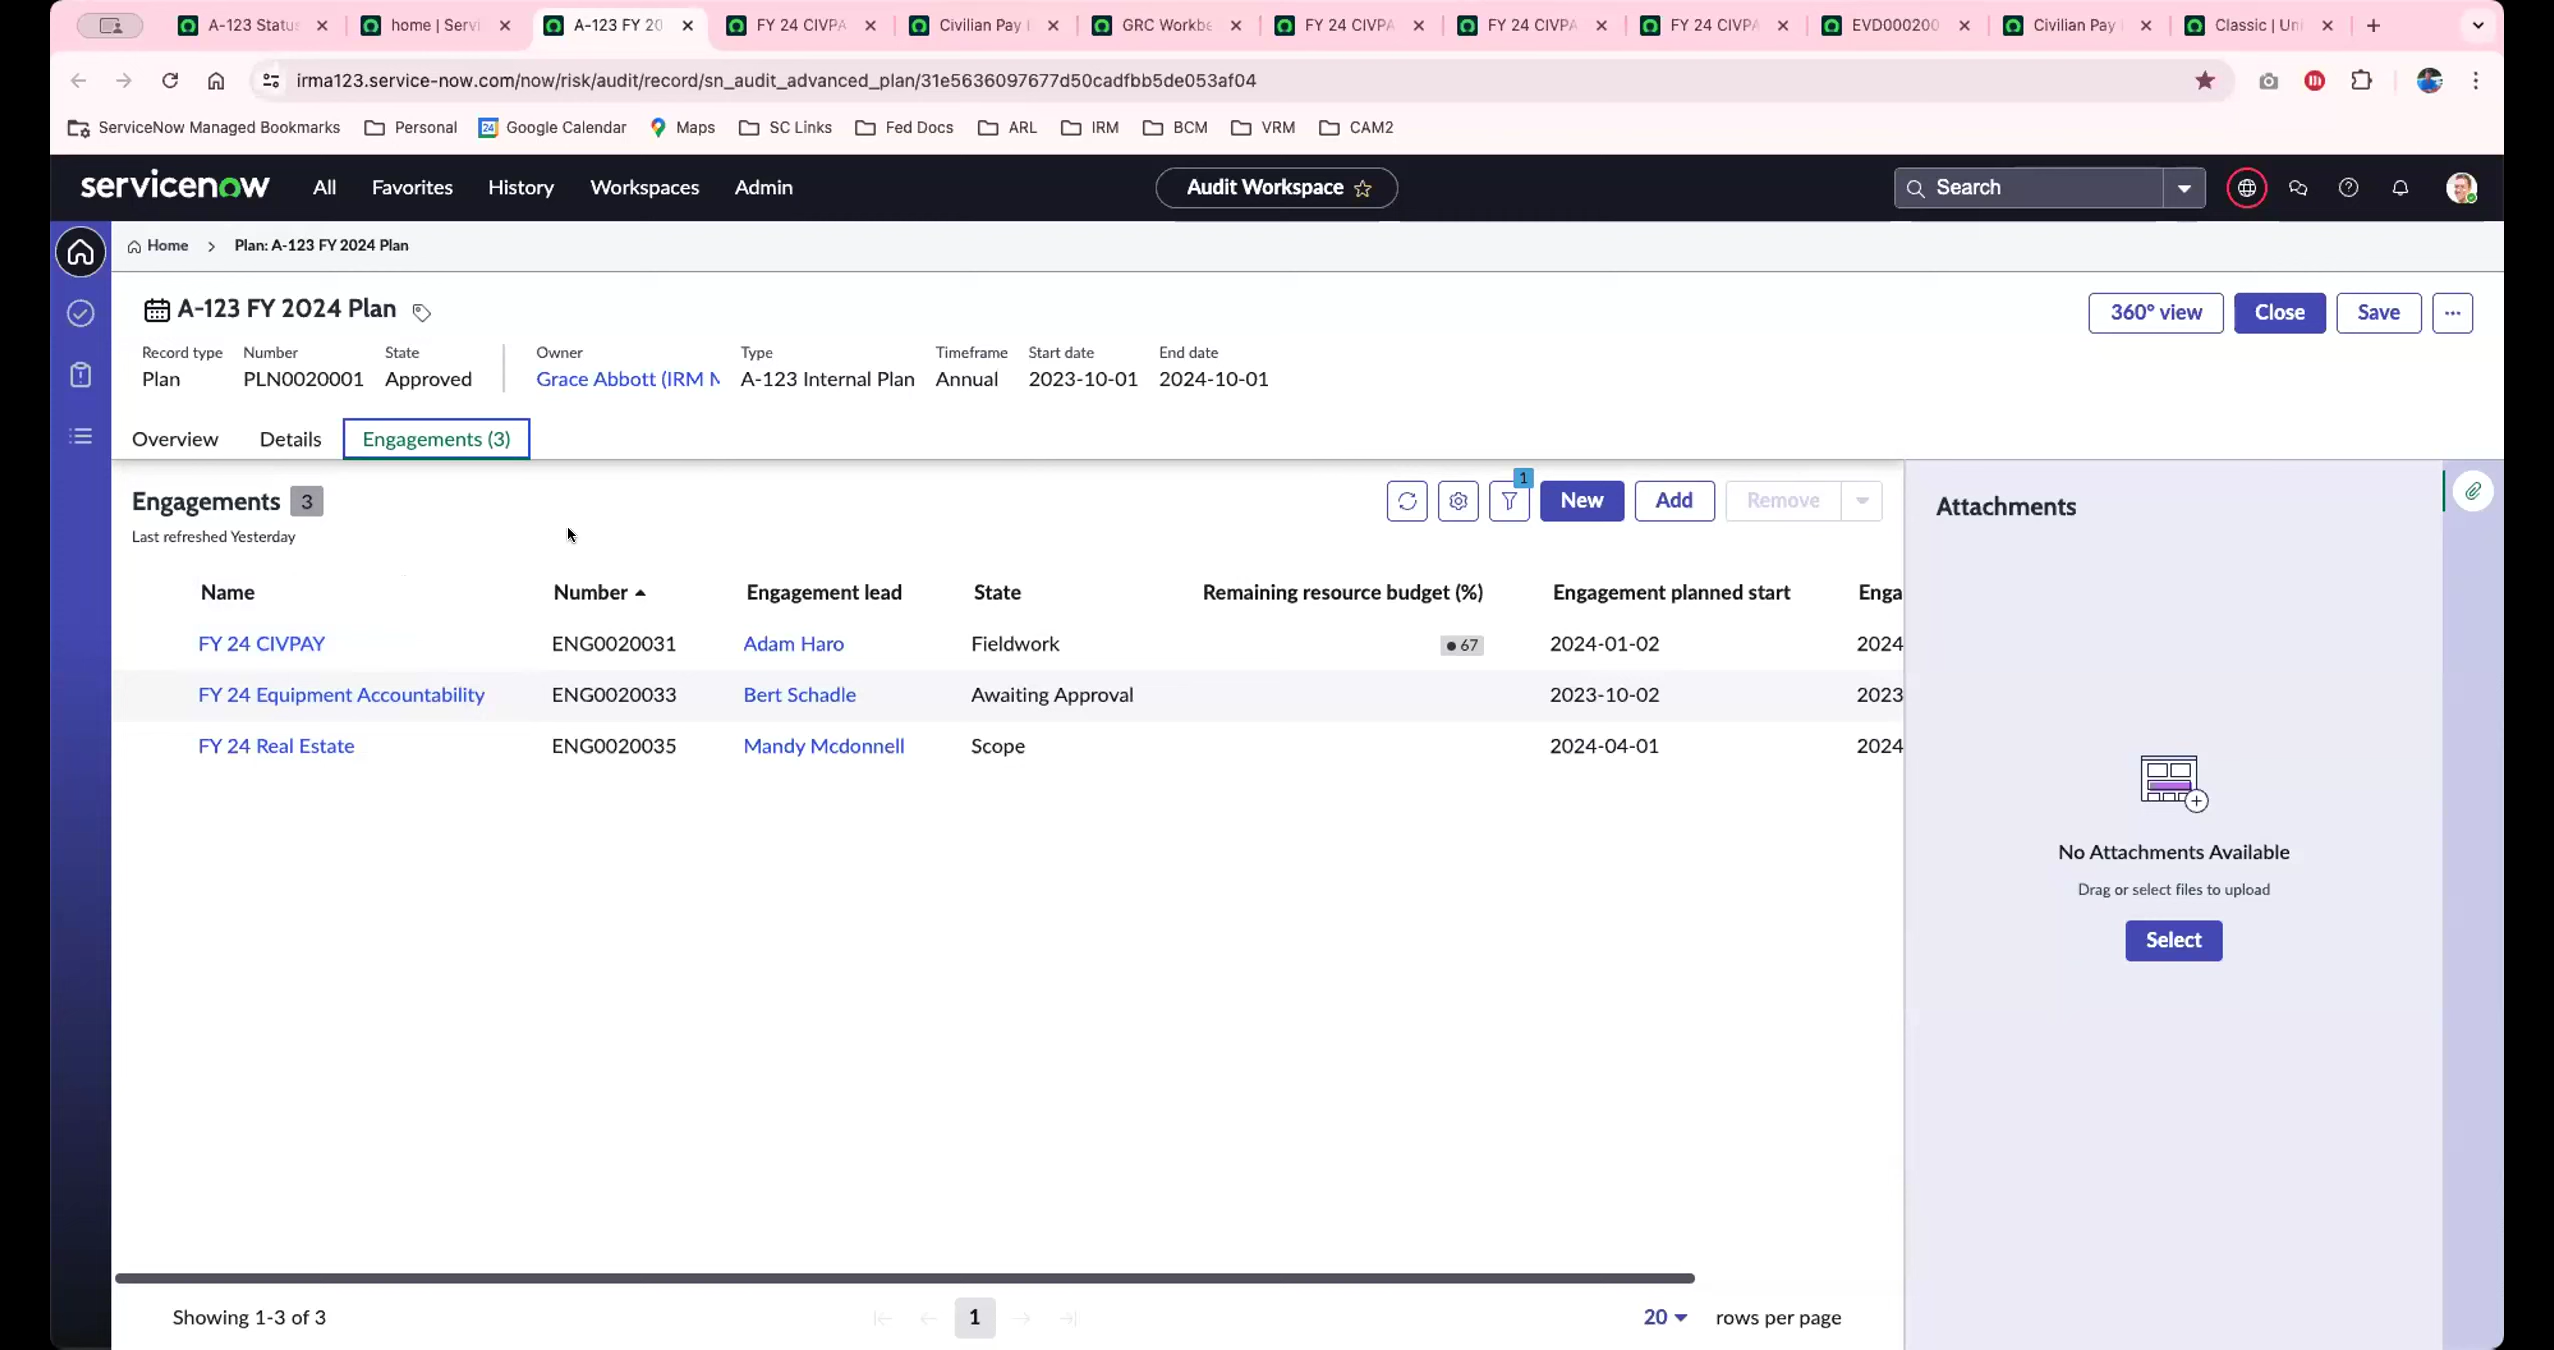 A-123 Status
home | Servi
A-123 FY 20
FY 24 CIVPA
Civilian Pay
GRC Workbe
FY 24 CIVPA
FY 24 CIVPA
FY 24 CIVPA
EVD000200
Civilian Pay
Classic | Uni
irma123.service-now.com/now/risk/audit/record/sn_audit_advanced_plan/31e5636097677d50cadfbb5de053af04
ServiceNow Managed Bookmarks Personal 24 Google Calendar Maps SC Links Fed Docs ARL IRM BCM VRM CAM2
servicenow All Favorites History Workspaces Admin Audit Workspace Search
Home > Plan: A-123 FY 2024 Plan
A-123 FY 2024 Plan
360° view Close Save
Record type Number State Owner Type Timeframe Start date End date
Plan PLN0020001 Approved Grace Abbott (IRM A-123 Internal Plan Annual 2023-10-01 2024-10-01
Overview Details Engagements (3)
Engagements 3
1
New Add Remove
Last refreshed Yesterday
Name Number Engagement lead State Remaining resource budget (%) Engagement planned start Enga
FY 24 CIVPAY ENG0020031 Adam Haro Fieldwork 67 2024-01-02 2024
FY 24 Equipment Accountability ENG0020033 Bert Schadle Awaiting Approval 2023-10-02 2023
FY 24 Real Estate ENG0020035 Mandy Mcdonnell Scope 2024-04-01 2024
Showing 1-3 of 3 1 20 rows per page
Attachments
No Attachments Available
Drag or select files to upload
Select